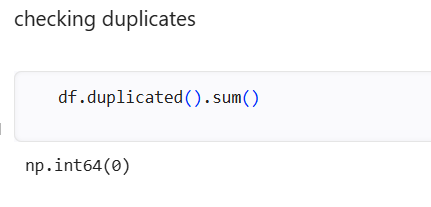 checking duplicates
df.duplicated().sum()
np.int64(0)